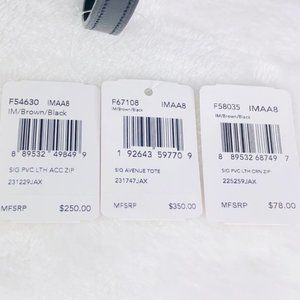 F54630 IMAA8
IM/Brown/Black
8 89532 49849 9
SIG PVC LTH ACC ZIP
231229JAX
MFSRP $250.00
F67108 IMAA8
IM/Brown/Black
1 92643 59770 9
SIG AVENUE TOTE
231747JAX
MFSRP $350.00
F58035 IMAA8
IM/Brown/Black
8 89532 68749 7
SIG PVC LTH CRN ZIP
225259JAX
MFSRP $78.00